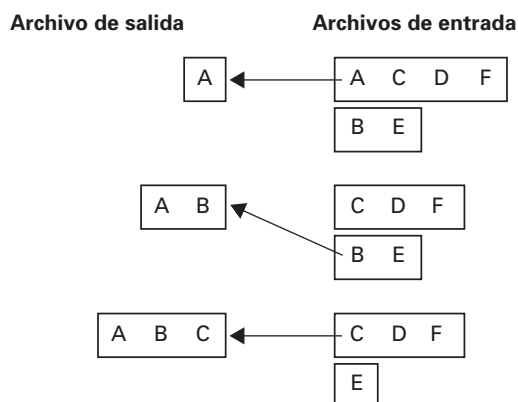 Archivo de salida Archivos de entrada
A A C D F
B E
A B C D F
B E
A B C C D F
E